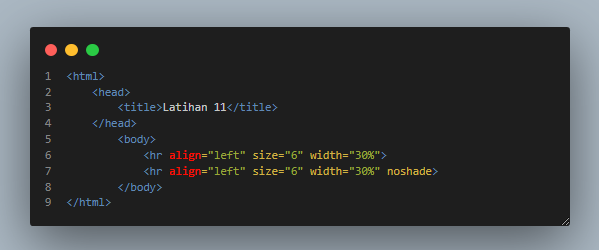 1 <html>
2     <head>
3         <title>Latihan 11</title>
4     </head>
5         <body>
6             <hr align="left" size="6" width="30%">
7             <hr align="left" size="6" width="30%" noshade>
8         </body>
9 </html>